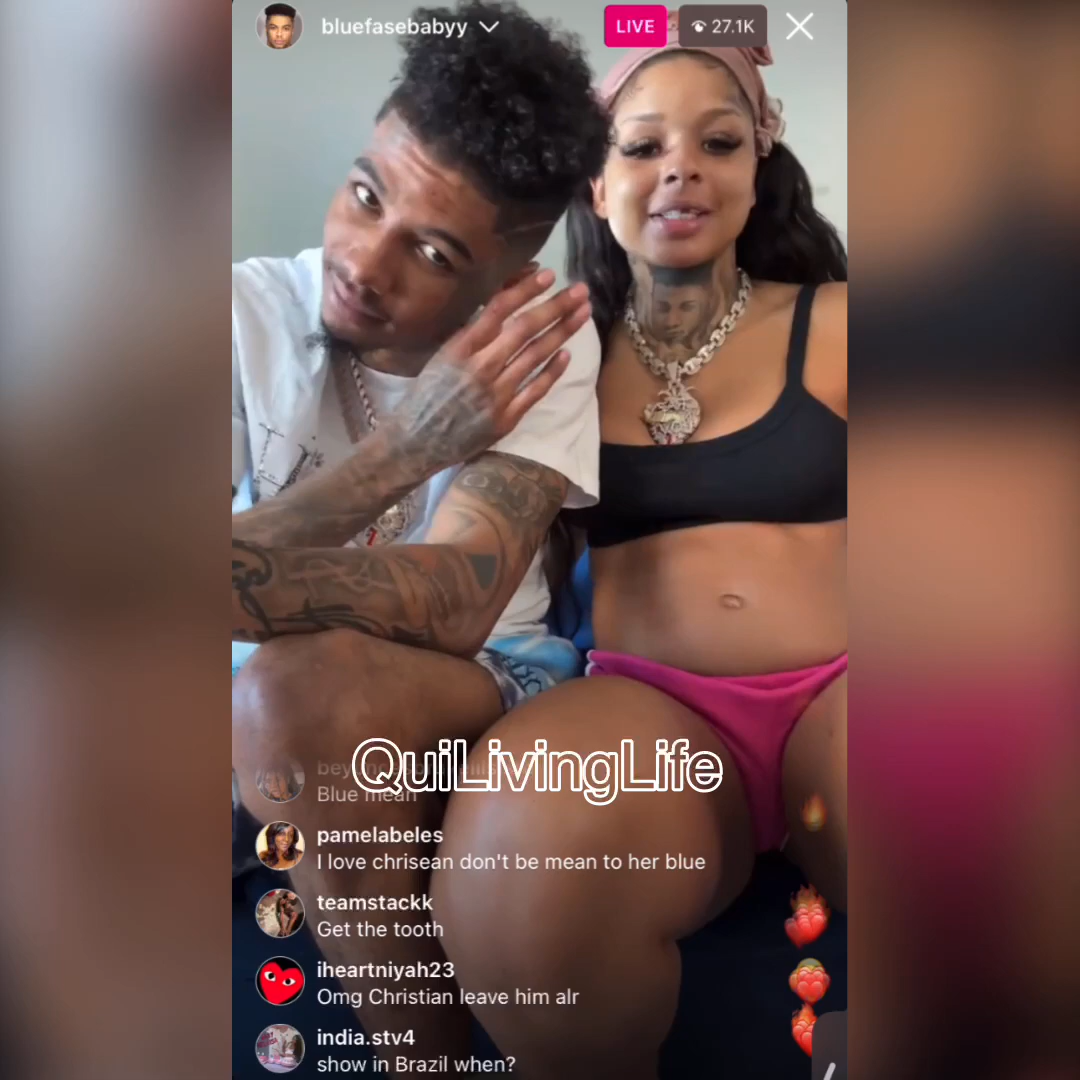 bluefasebabyy
LIVE
27.1K
QuiLivingLife
Blue mean
pamelabeles
I love chrisean don't be mean to her blue
teamstackk
Get the tooth
iheartniyah23
Omg Christian leave him alr
india.stv4
show in Brazil when?